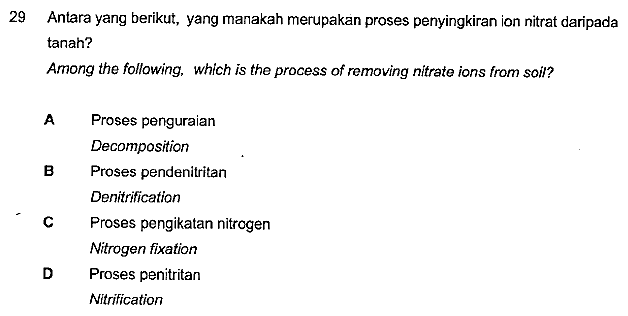 29 Antara yang berikut, yang manakah merupakan proses penyingkiran ion nitrat daripada
tanah?
Among the following, which is the process of removing nitrate ions from soil?
A Proses penguraian
Decomposition
B Proses pendenitritan
Denitrification
C Proses pengikatan nitrogen
Nitrogen fixation
D Proses penitritan
Nitrification